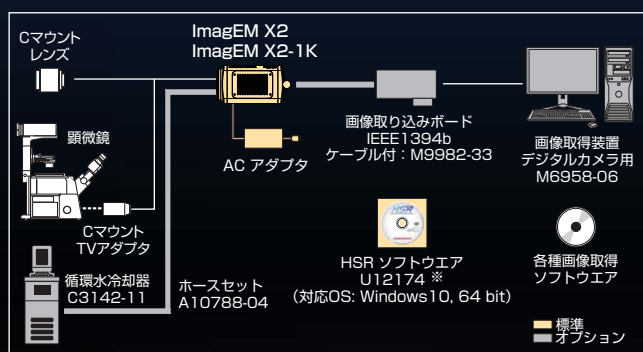 Cマウント
レンズ
ImagEM X2
ImagEM X2-1K
顕微鏡
AC アダプタ
画像取り込みボード
IEEE1394b
ケーブル付：M9982-33
画像取得装置
デジタルカメラ用
M6958-06
Cマウント
TVアダプタ
循環水冷却器
C3142-11
ホースセット
A10788-04
HSR ソフトウエア
U12174 ※
（対応OS: Windows10, 64 bit）
各種画像取得
ソフトウエア
標準
オプション